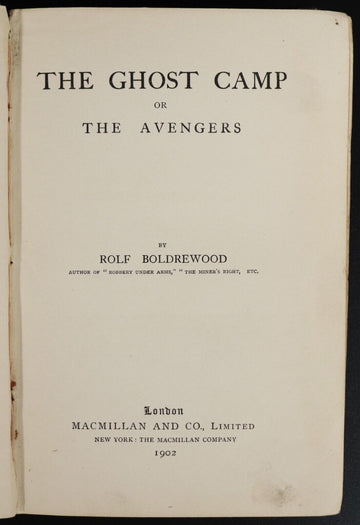 THE GHOST CAMP
OR
THE AVENGERS
BY
ROLF BOLDREWOOD
AUTHOR OF "ROBBERY UNDER ARMS," "THE MINER'S RIGHT, ETC.
London
MACMILLAN AND CO., LIMITED
NEW YORK: THE MACMILLAN COMPANY
1902